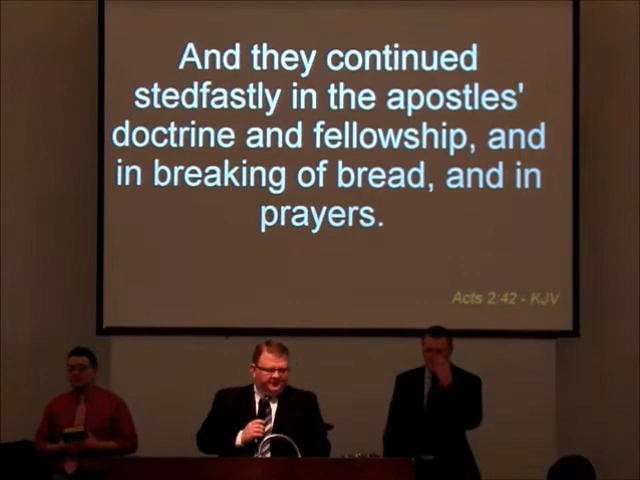 And they continued
stedfastly in the apostles'
doctrine and fellowship, and
in breaking of bread, and in
prayers.
Acts 2:42 - KJV